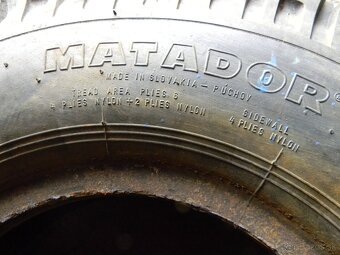 MATADOR®
MADE IN SLOVAKIA - PÚCHOV
TREAD AREA PLIES 6
4 PLIES NYLON + 2 PLIES NYLON
SIDEWALL
4 PLIES NYLON